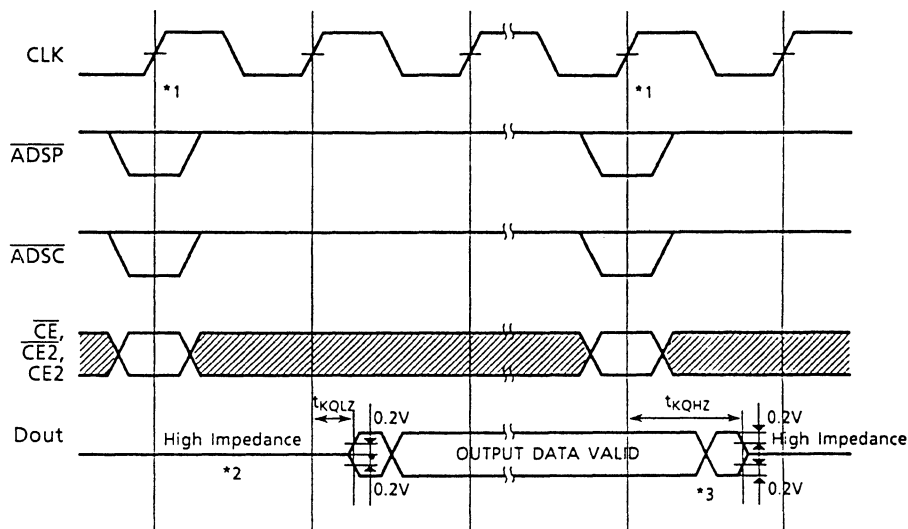 CLK
*1 *1
ADSP
ADSC
CE,
CE2,
CE2
tKQLZ tKQHZ
0.2V 0.2V
Dout High Impedance OUTPUT DATA VALID High Impedance
*2 0.2V *3 0.2V